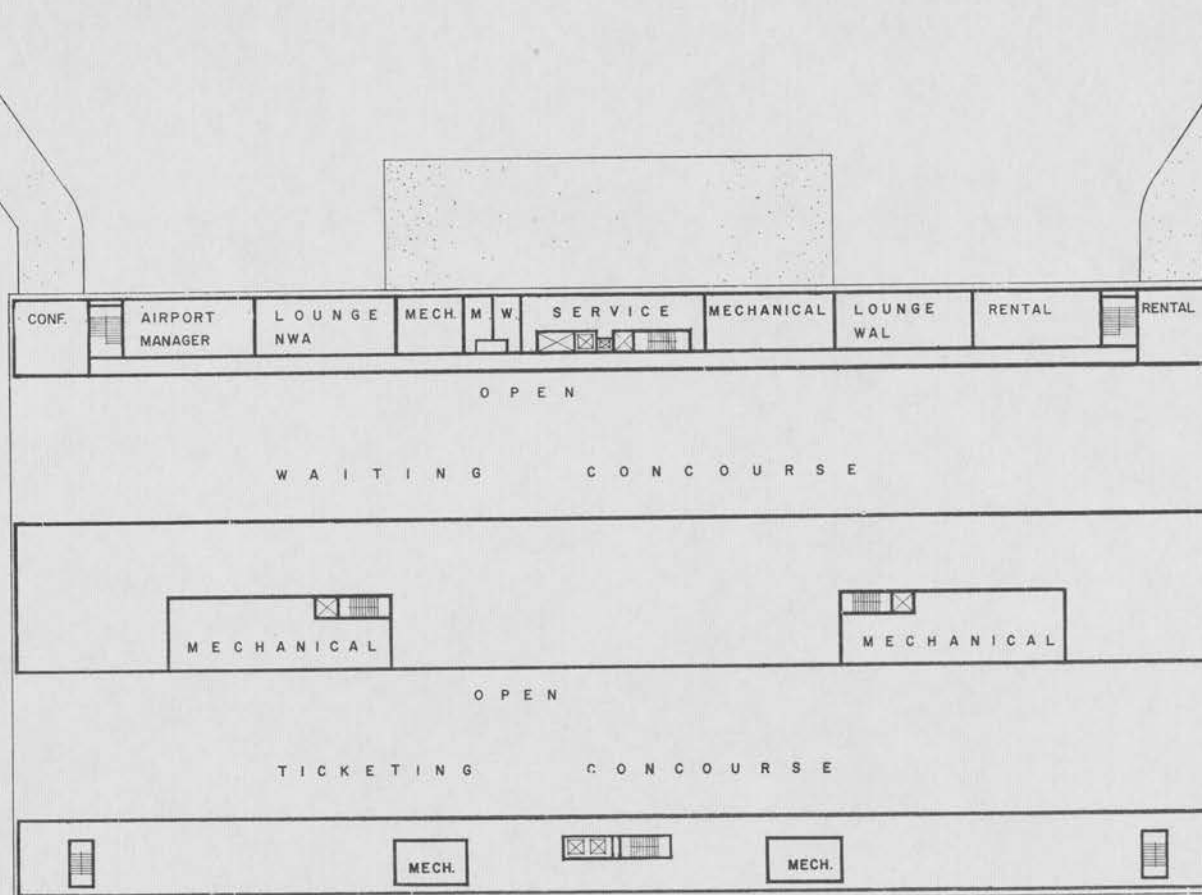 CONF.
AIRPORT
MANAGER
LOUNGE
NWA
MECH.
M
W.
SERVICE
MECHANICAL
LOUNGE
WAL
RENTAL
RENTAL
OPEN
WAITING CONCOURSE
MECHANICAL
MECHANICAL
OPEN
TICKETING CONCOURSE
MECH.
MECH.